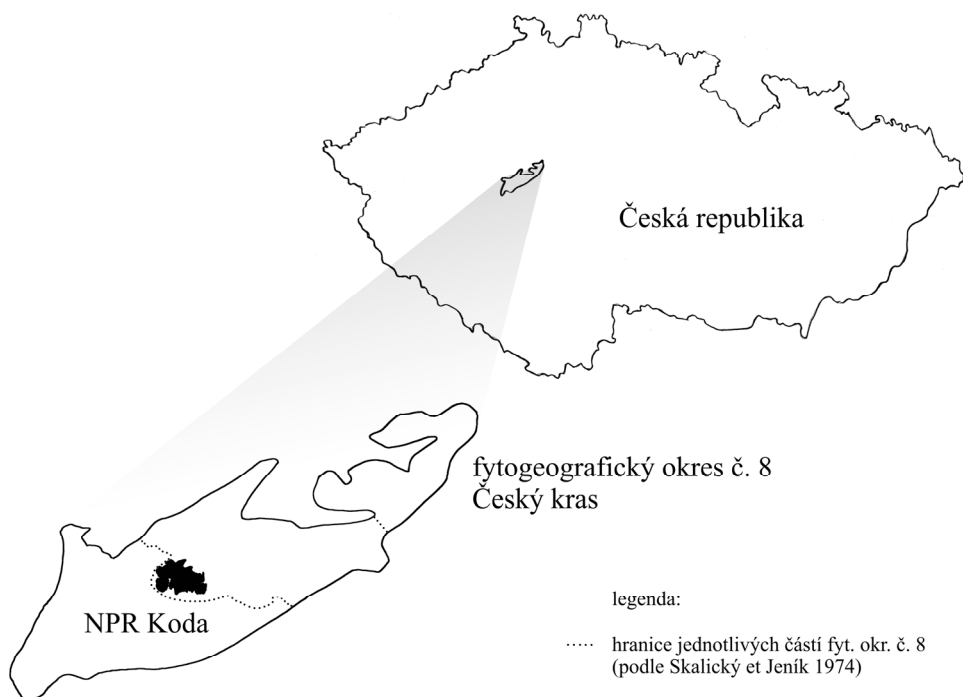 Česká republika
fytogeografický okres č. 8
Český kras
NPR Koda
legenda:
..... hranice jednotlivých částí fyt. okr. č. 8
(podle Skalický et Jeník 1974)